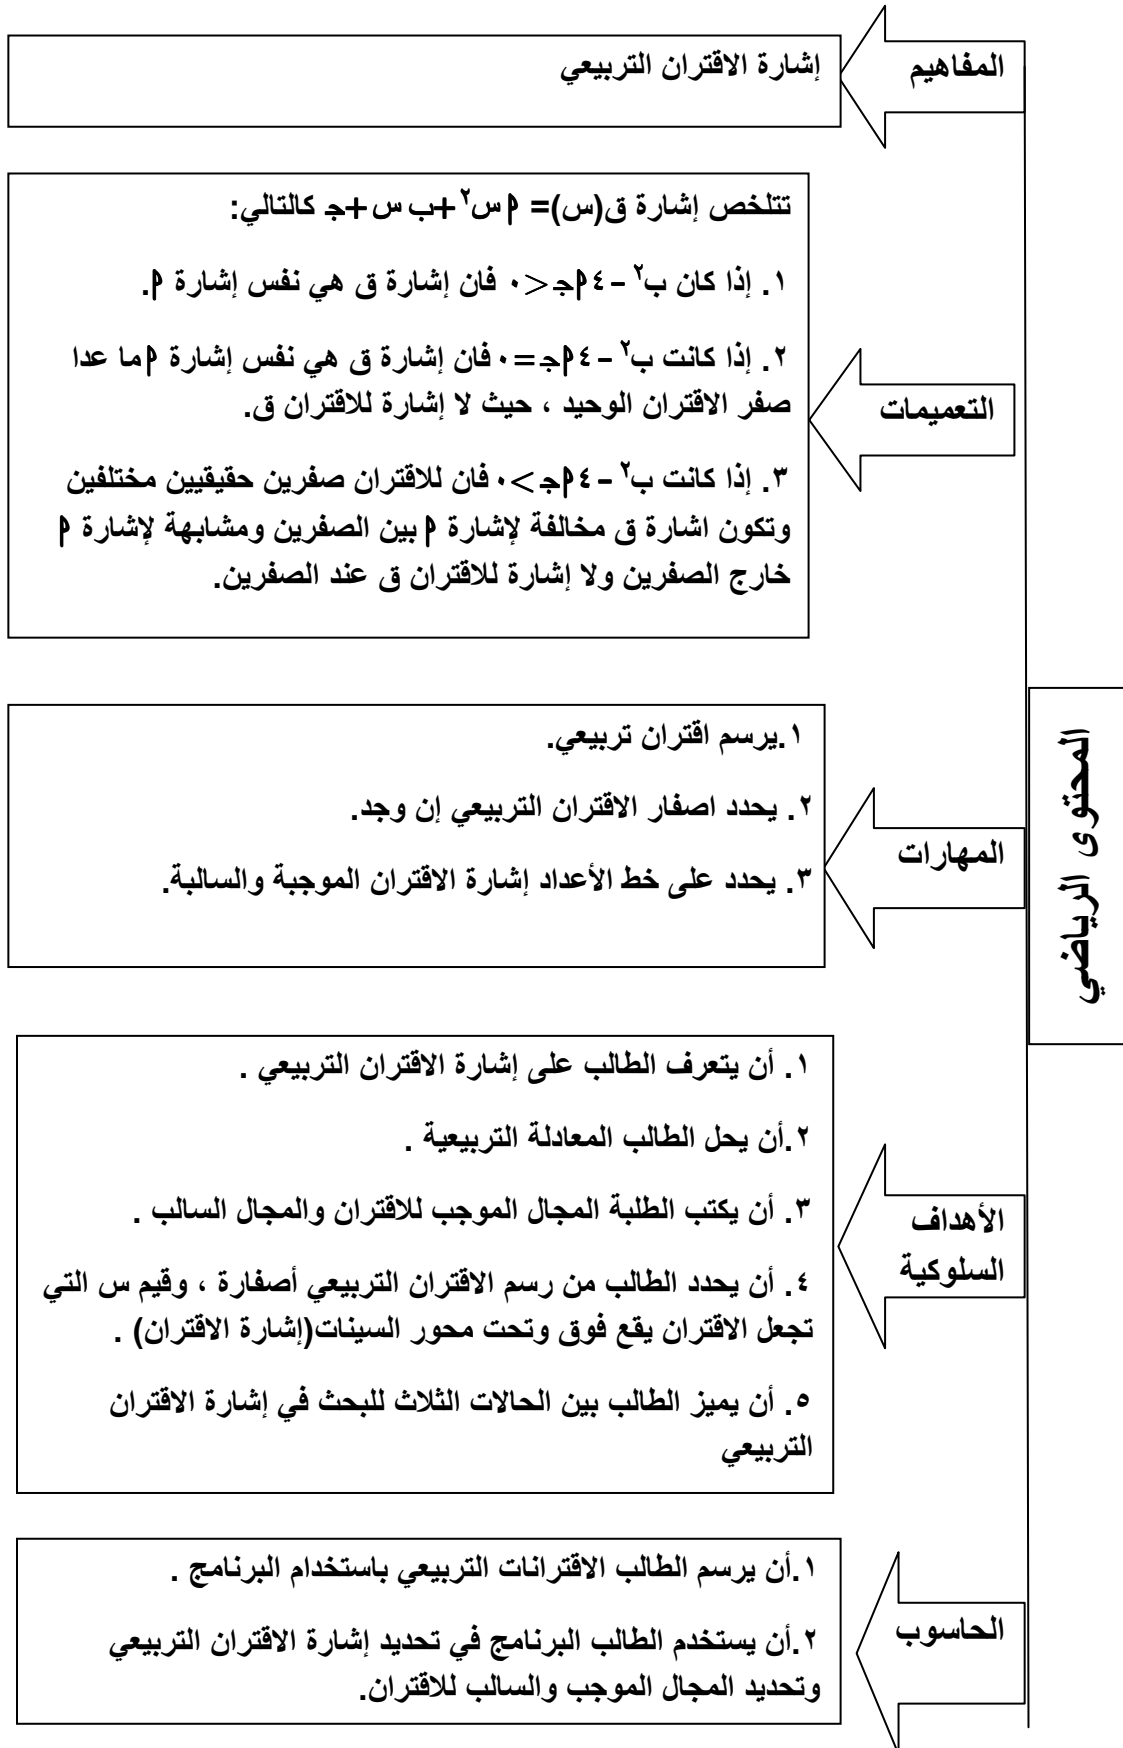 المحتوى الرياضي
المفاهيم
إشارة الاقتران التربيعي
التعميمات
تتلخص إشارة ق(س)= أ س٢ +ب س +جـ كالتالي:
١. إذا كان ب٢ – ٤أجـ < ٠ فان إشارة ق هي نفس إشارة أ.
٢. إذا كانت ب٢ – ٤أجـ = ٠ فان إشارة ق هي نفس إشارة أ ما عدا
صفر الاقتران الوحيد ، حيث لا إشارة للاقتران ق.
٣. إذا كانت ب٢ – ٤أجـ > ٠ فان للاقتران صفرين حقيقيين مختلفين
وتكون اشارة ق مخالفة لإشارة أ بين الصفرين ومشابهة لإشارة أ
خارج الصفرين ولا إشارة للاقتران ق عند الصفرين.
المهارات
١.يرسم اقتران تربيعي.
٢. يحدد اصفار الاقتران التربيعي إن وجد.
٣. يحدد على خط الأعداد إشارة الاقتران الموجبة والسالبة.
الأهداف
السلوكية
١. أن يتعرف الطالب على إشارة الاقتران التربيعي .
٢.أن يحل الطالب المعادلة التربيعية .
٣. أن يكتب الطلبة المجال الموجب للاقتران والمجال السالب .
٤. أن يحدد الطالب من رسم الاقتران التربيعي أصفارة ، وقيم س التي
تجعل الاقتران يقع فوق وتحت محور السينات(إشارة الاقتران) .
٥. أن يميز الطالب بين الحالات الثلاث للبحث في إشارة الاقتران
التربيعي
الحاسوب
١.أن يرسم الطالب الاقترانات التربيعي باستخدام البرنامج .
٢.أن يستخدم الطالب البرنامج في تحديد إشارة الاقتران التربيعي
وتحديد المجال الموجب والسالب للاقتران.